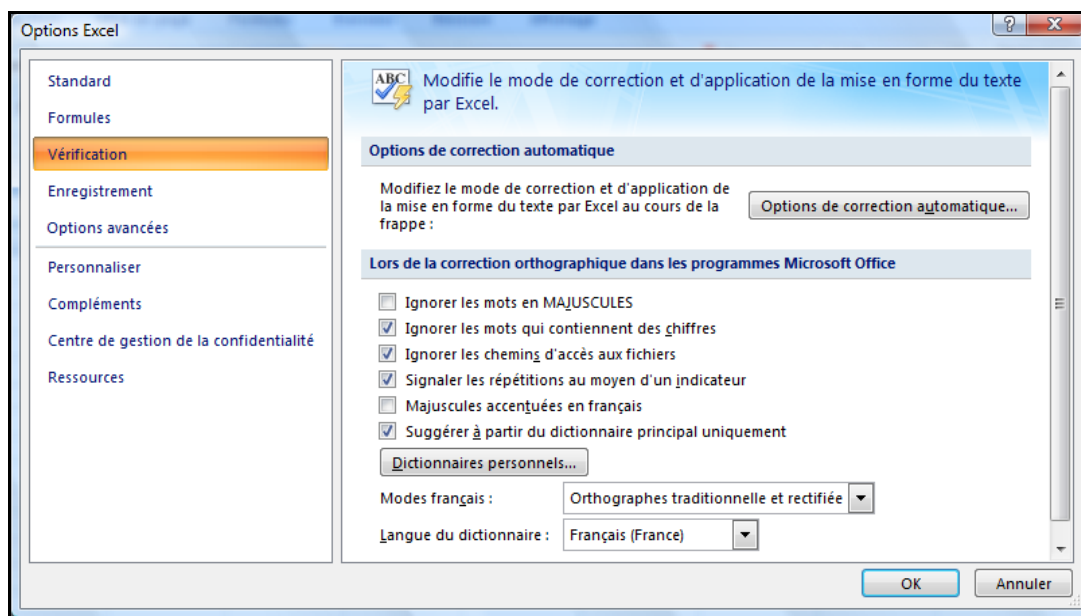 Options Excel
Standard
Formules
Vérification
Enregistrement
Options avancées
Personnaliser
Compléments
Centre de gestion de la confidentialité
Ressources
ABC
Modifie le mode de correction et d'application de la mise en forme du texte
par Excel.
Options de correction automatique
Modifiez le mode de correction et d'application de
la mise en forme du texte par Excel au cours de la
frappe :
Options de correction automatique...
Lors de la correction orthographique dans les programmes Microsoft Office
Ignorer les mots en MAJUSCULES
Ignorer les mots qui contiennent des chiffres
Ignorer les chemins d'accès aux fichiers
Signaler les répétitions au moyen d'un indicateur
Majuscules accentuées en français
Suggérer à partir du dictionnaire principal uniquement
Dictionnaires personnels...
Modes français : Orthographes traditionnelle et rectifiée
Langue du dictionnaire : Français (France)
OK Annuler